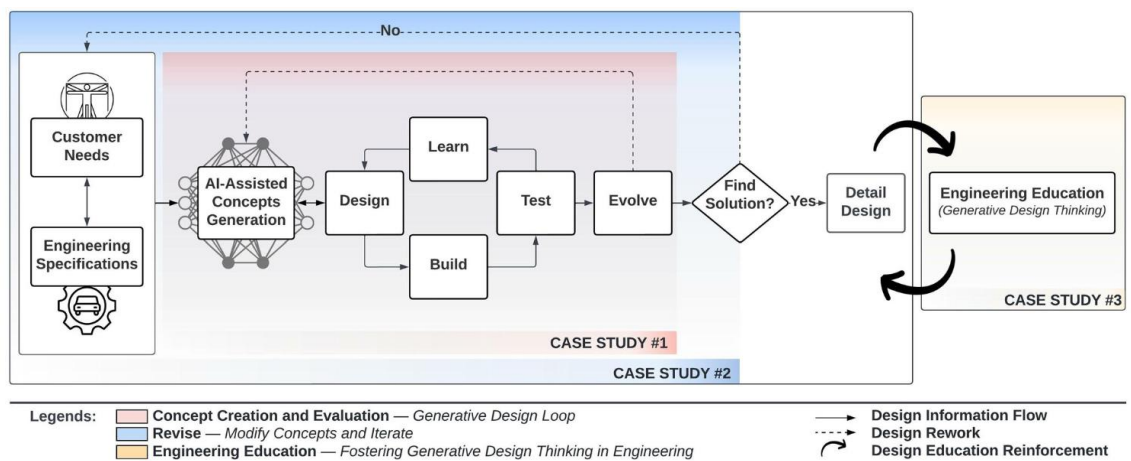 No
Customer
Needs
Engineering
Specifications
AI-Assisted
Concepts
Generation
Design
Learn
Build
Test
Evolve
Find
Solution?
Yes
Detail
Design
Engineering Education
(Generative Design Thinking)
CASE STUDY #3
CASE STUDY #1
CASE STUDY #2
Legends:
Concept Creation and Evaluation — Generative Design Loop
Revise — Modify Concepts and Iterate
Engineering Education — Fostering Generative Design Thinking in Engineering
Design Information Flow
Design Rework
Design Education Reinforcement